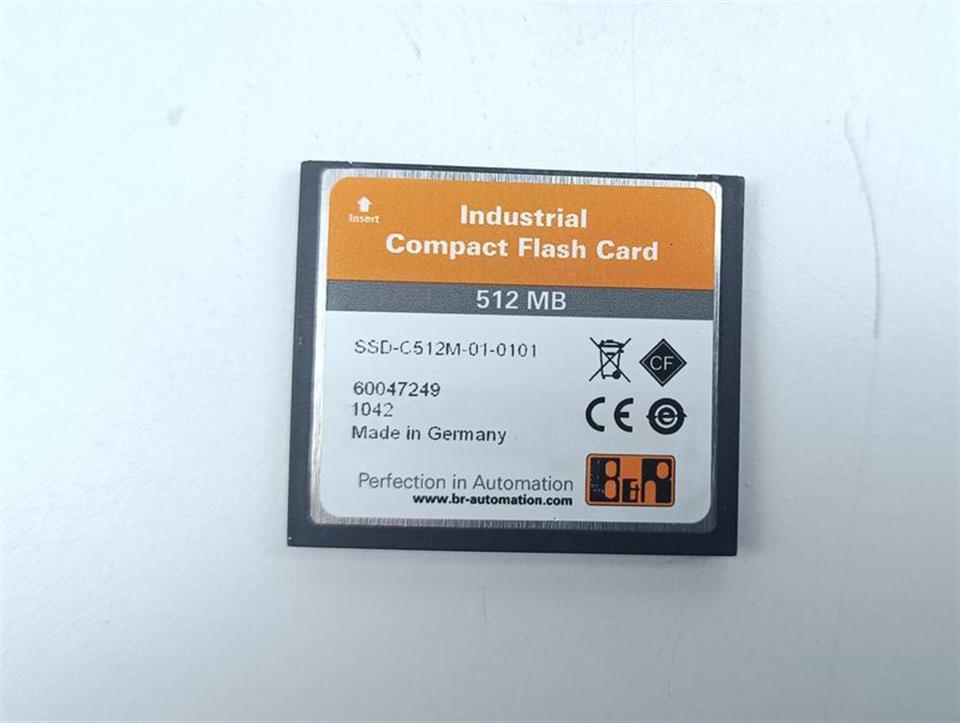 Insert
Industrial
Compact Flash Card
512 MB
SSD-C512M-01-0101
CF
60047249
1042
CE
e
Made in Germany
Perfection in Automation
www.br-automation.com
B&R